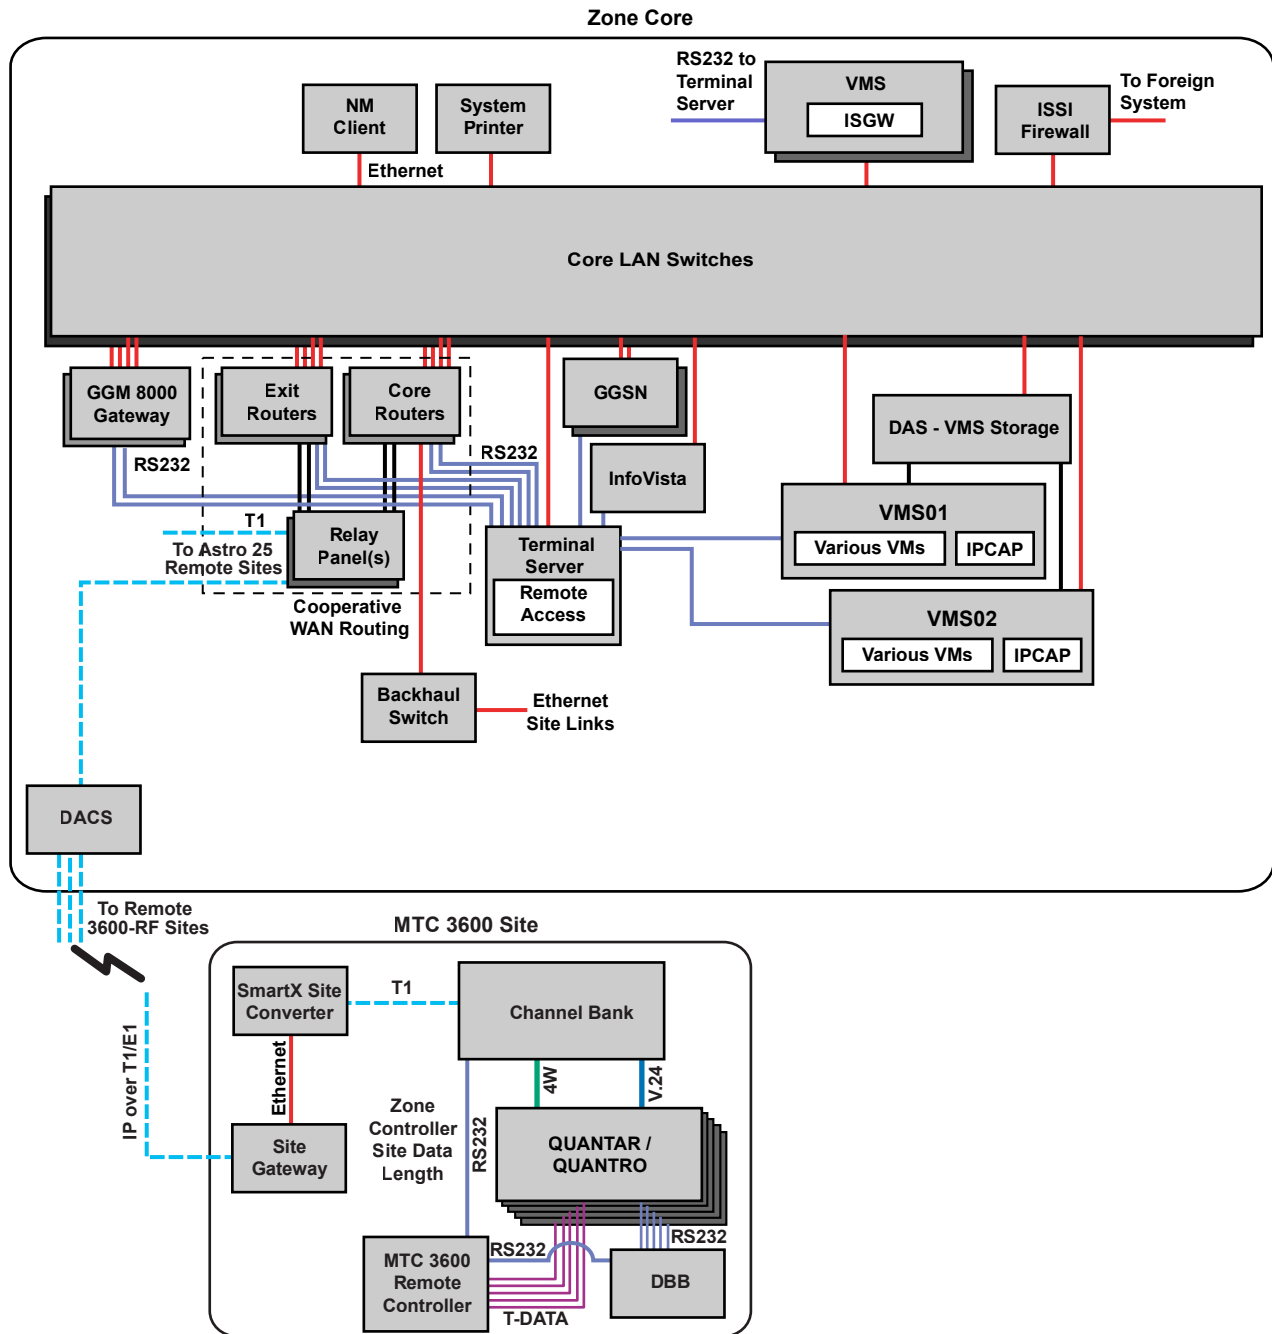 Zone Core
RS232 to
Terminal
Server
VMS
ISGW
To Foreign
System
ISSI
Firewall
NM
Client
System
Printer
Ethernet
Core LAN Switches
GGM 8000
Gateway
Exit
Routers
Core
Routers
GGSN
DAS - VMS Storage
RS232
RS232
InfoVista
T1
To Astro 25
Remote Sites
Relay
Panel(s)
Cooperative
WAN Routing
Terminal
Server
Remote
Access
VMS01
Various VMs
IPCAP
VMS02
Various VMs
IPCAP
Backhaul
Switch
Ethernet
Site Links
DACS
To Remote
3600-RF Sites
MTC 3600 Site
SmartX Site
Converter
T1
Channel Bank
IP over T1/E1
Ethernet
4W
V.24
Zone
Controller
Site Data
Length
RS232
QUANTAR /
QUANTRO
Site
Gateway
RS232
RS232
MTC 3600
Remote
Controller
DBB
T-DATA